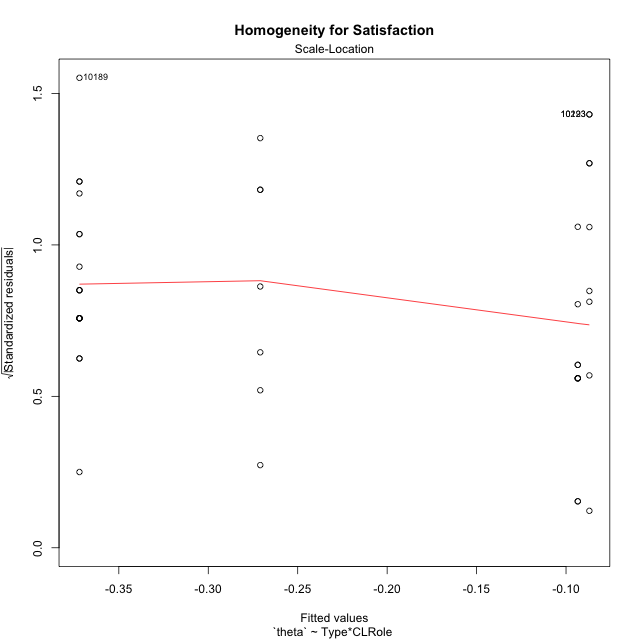 Homogeneity for Satisfaction
Scale-Location
10189
1.5
1.0
0.5
0.0
√|Standardized residuals|
-0.35
-0.30
-0.25
-0.20
-0.15
-0.10
Fitted values
`theta` ~ Type*CLRole